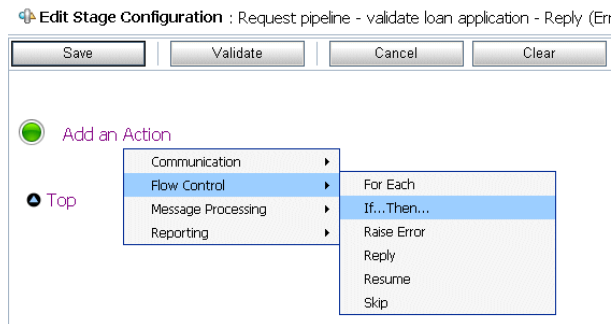 Edit Stage Configuration : Request pipeline - validate loan application - Reply (Er
Save Validate Cancel Clear
Add an Action
Communication
Flow Control
Message Processing
Reporting
Top
For Each
If...Then...
Raise Error
Reply
Resume
Skip